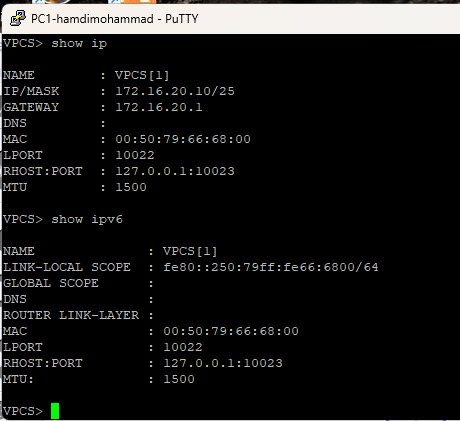 PC1-hamdimohammad - PuTTY
VPCS> show ip
NAME        : VPCS[1]
IP/MASK     : 172.16.20.10/25
GATEWAY     : 172.16.20.1
DNS         :
MAC         : 00:50:79:66:68:00
LPORT       : 10022
RHOST:PORT  : 127.0.0.1:10023
MTU         : 1500
VPCS> show ipv6
NAME              : VPCS[1]
LINK-LOCAL SCOPE  : fe80::250:79ff:fe66:6800/64
GLOBAL SCOPE      :
DNS               :
ROUTER LINK-LAYER :
MAC               : 00:50:79:66:68:00
LPORT             : 10022
RHOST:PORT        : 127.0.0.1:10023
MTU:              : 1500
VPCS>